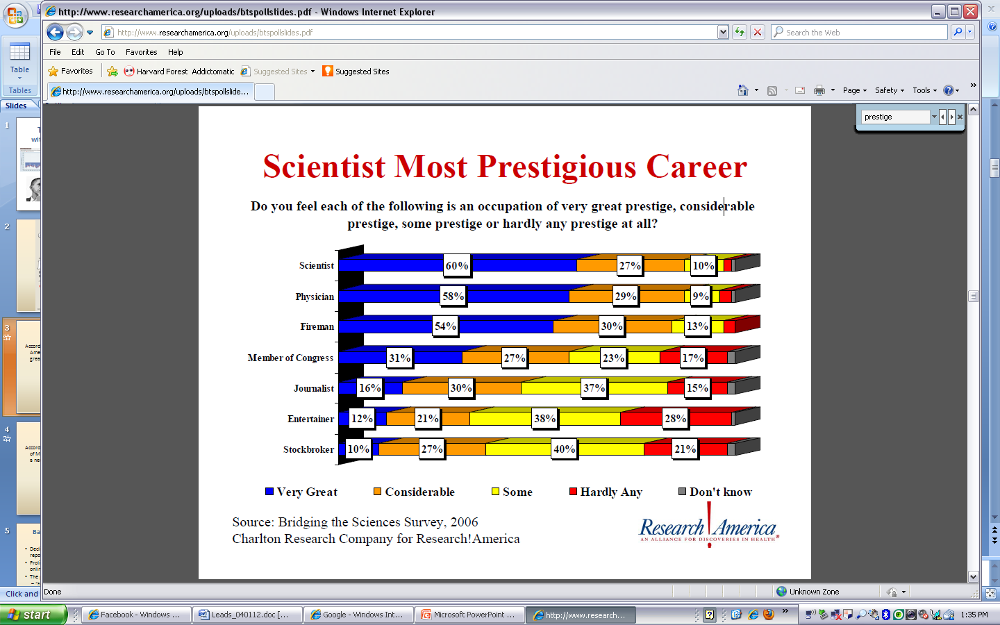 http://www.researchamerica.org/uploads/btspollslides.pdf - Windows Internet Explorer
http://www.researchamerica.org/uploads/btspollslides.pdf
Search the Web
File Edit Go To Favorites Help
Favorites Harvard Forest Addictomatic Suggested Sites Suggested Sites
http://www.researchamerica.org/uploads/btspollslide...
Page Safety Tools
Table
Tables
Slides
prestige
1
2
3
4
5
Scientist Most Prestigious Career
Do you feel each of the following is an occupation of very great prestige, considerable
prestige, some prestige or hardly any prestige at all?
Scientist 60% 27% 10%
Physician 58% 29% 9%
Fireman 54% 30% 13%
Member of Congress 31% 27% 23% 17%
Journalist 16% 30% 37% 15%
Entertainer 12% 21% 38% 28%
Stockbroker 10% 27% 40% 21%
Very Great Considerable Some Hardly Any Don't know
Source: Bridging the Sciences Survey, 2006
Charlton Research Company for Research!America
Research!America
AN ALLIANCE FOR DISCOVERIES IN HEALTH®
Click and
Done
Unknown Zone
start
Facebook - Windows ...
Leads_040112.doc [...
Google - Windows Int...
Microsoft PowerPoint ...
http://www.research...
1:35 PM